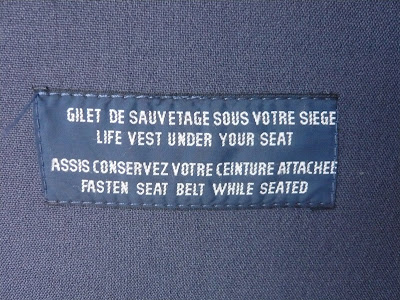 GILET DE SAUVETAGE SOUS VOTRE SIEGE
LIFE VEST UNDER YOUR SEAT
ASSIS CONSERVEZ VOTRE CEINTURE ATTACHEE
FASTEN SEAT BELT WHILE SEATED